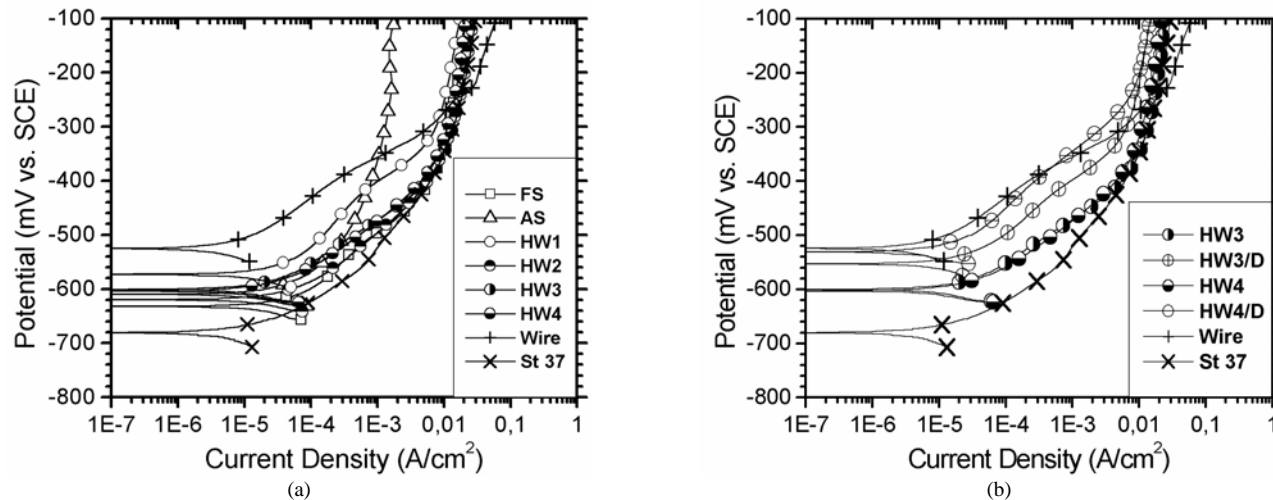 -100
-200
-300
-400
-500
-600
-700
-800
Potential (mV vs. SCE)
FS
AS
HW1
HW2
HW3
HW4
Wire
St 37
1E-7 1E-6 1E-5 1E-4 1E-3 0,01 0,1 1
Current Density (A/cm²)
(a)
-100
-200
-300
-400
-500
-600
-700
-800
Potential (mV vs. SCE)
HW3
HW3/D
HW4
HW4/D
Wire
St 37
1E-7 1E-6 1E-5 1E-4 1E-3 0,01 0,1 1
Current Density (A/cm²)
(b)